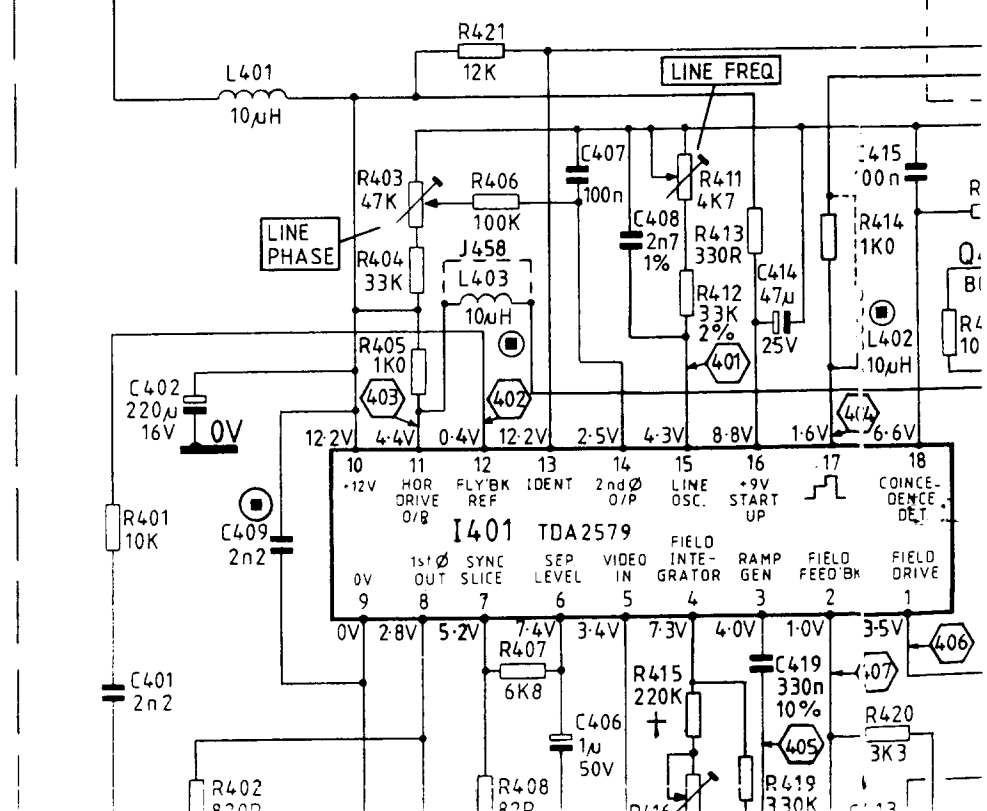 R421
12K
LINE FREQ
L401
10µH
C407
100n
C415
00n
R403
47K
R406
100K
R411
4K7
C408
2n7
1%
R413
330R
R414
1K0
LINE
PHASE
J458
L403
10µH
R404
33K
C414
47µ
25V
R412
33K
2%
L402
10µH
R405
1K0
401
C402
220µ
16V
0V
403
402
404
12.2V
4.4V
0.4V
12.2V
2.5V
4.3V
8.8V
1.6V
6.6V
10
11
12
13
14
15
16
17
18
+12V
HOR
DRIVE
O/P
FLY'BK
REF
IDENT
2ndØ
O/P
LINE
OSC.
+9V
START
UP
COINCE-
DENCE
DET.
R401
10K
C409
2n2
I401 TDA2579
0V
1stØ
OUT
SYNC
SLICE
SEP.
LEVEL
VIDEO
IN
FIELD
INTE-
GRATOR
RAMP
GEN
FIELD
FEED'BK
FIELD
DRIVE
9
8
7
6
5
4
3
2
1
0V
2.8V
5.2V
7.4V
3.4V
7.3V
4.0V
1.0V
3.5V
406
R407
6K8
R415
220K
C419
330n
10%
407
C401
2n2
C406
1µ
50V
405
R420
3K3
R402
820R
R408
82R
R416
R419
330K
C413